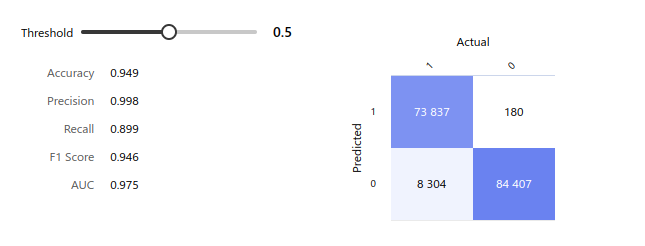 Threshold 0.5
Accuracy 0.949
Precision 0.998
Recall 0.899
F1 Score 0.946
AUC 0.975
Actual
1 0
Predicted
1 73 837 180
0 8 304 84 407